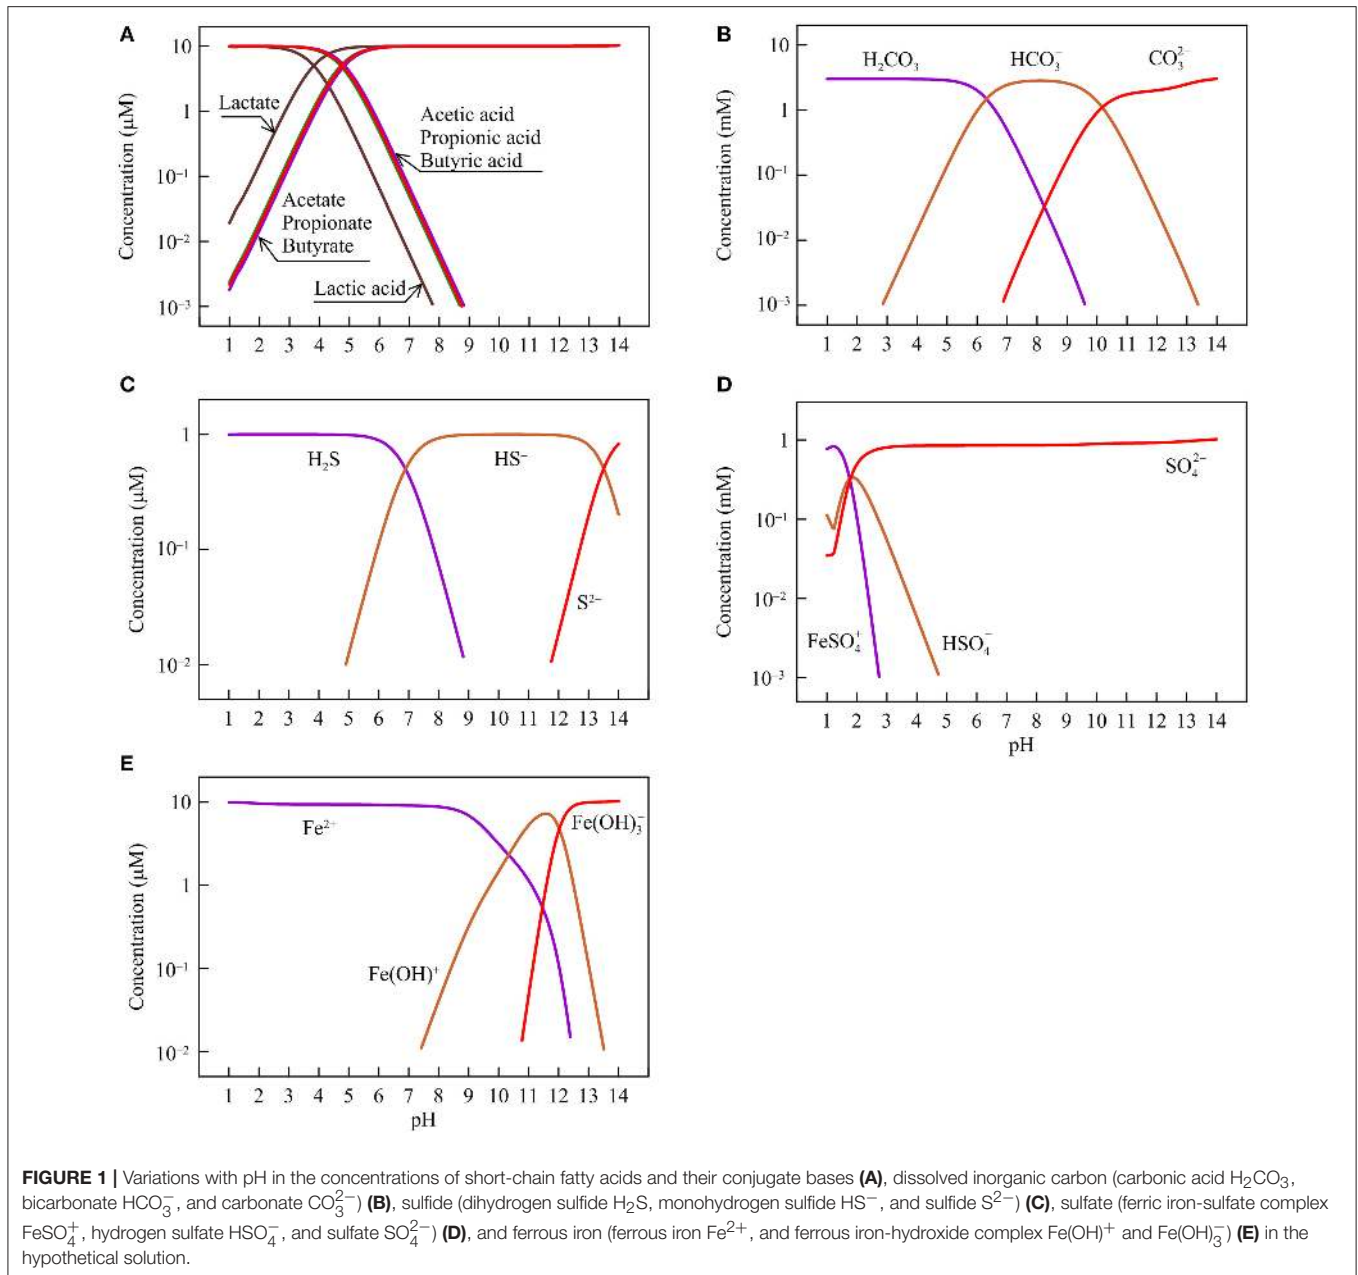 A
10
1
10⁻¹
10⁻²
10⁻³
Concentration (µM)
Lactate
Acetic acid
Propionic acid
Butyric acid
Acetate
Propionate
Butyrate
Lactic acid
1 2 3 4 5 6 7 8 9 10 11 12 13 14
B
10
1
10⁻¹
10⁻²
10⁻³
Concentration (mM)
H₂CO₃
HCO₃⁻
CO₃²⁻
1 2 3 4 5 6 7 8 9 10 11 12 13 14
C
1
10⁻¹
10⁻²
Concentration (µM)
H₂S
HS⁻
S²⁻
1 2 3 4 5 6 7 8 9 10 11 12 13 14
D
1
10⁻¹
10⁻²
10⁻³
Concentration (mM)
SO₄²⁻
FeSO₄⁺
HSO₄⁻
1 2 3 4 5 6 7 8 9 10 11 12 13 14
pH
E
10
1
10⁻¹
10⁻²
Concentration (µM)
Fe²⁺
Fe(OH)₃⁻
Fe(OH)⁺
1 2 3 4 5 6 7 8 9 10 11 12 13 14
pH
FIGURE 1 | Variations with pH in the concentrations of short-chain fatty acids and their conjugate bases (A), dissolved inorganic carbon (carbonic acid H₂CO₃,
bicarbonate HCO₃⁻, and carbonate CO₃²⁻) (B), sulfide (dihydrogen sulfide H₂S, monohydrogen sulfide HS⁻, and sulfide S²⁻) (C), sulfate (ferric iron-sulfate complex
FeSO₄⁺, hydrogen sulfate HSO₄⁻, and sulfate SO₄²⁻) (D), and ferrous iron (ferrous iron Fe²⁺, and ferrous iron-hydroxide complex Fe(OH)⁺ and Fe(OH)₃⁻) (E) in the
hypothetical solution.